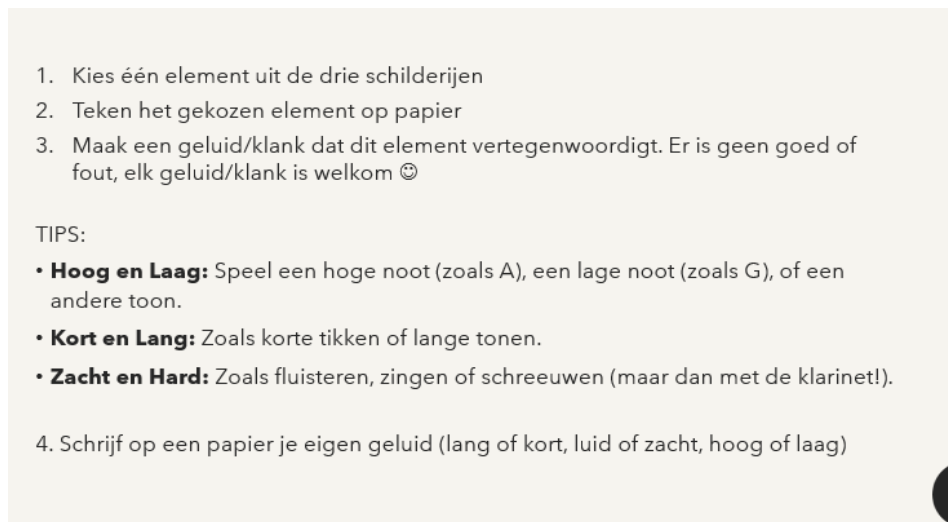 1. Kies één element uit de drie schilderijen
2. Teken het gekozen element op papier
3. Maak een geluid/klank dat dit element vertegenwoordigt. Er is geen goed of
fout, elk geluid/klank is welkom ☺
TIPS:
• Hoog en Laag: Speel een hoge noot (zoals A), een lage noot (zoals G), of een
andere toon.
• Kort en Lang: Zoals korte tikken of lange tonen.
• Zacht en Hard: Zoals fluisteren, zingen of schreeuwen (maar dan met de klarinet!).
4. Schrijf op een papier je eigen geluid (lang of kort, luid of zacht, hoog of laag)